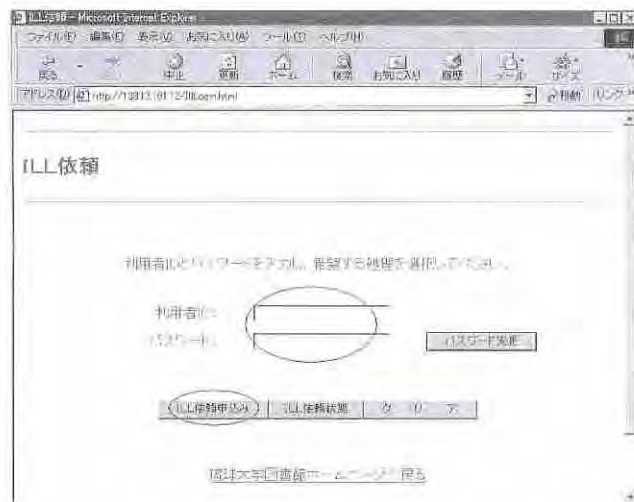 ILL依頼 - Microsoft Internet Explorer
ファイル(F) 編集(E) 表示(V) お気に入り(A) ツール(T) ヘルプ(H)
戻る 中止 更新 ホーム 検索 お気に入り 履歴 メール サイズ
アドレス(D) 移動 リンク
ILL依頼
利用者IDとパスワードを入力し、希望する処理を選択してください。
利用者ID:
パスワード: パスワード変更
ILL依頼申込み ILL依頼状態 クリア
大学図書館ホームページへ戻る